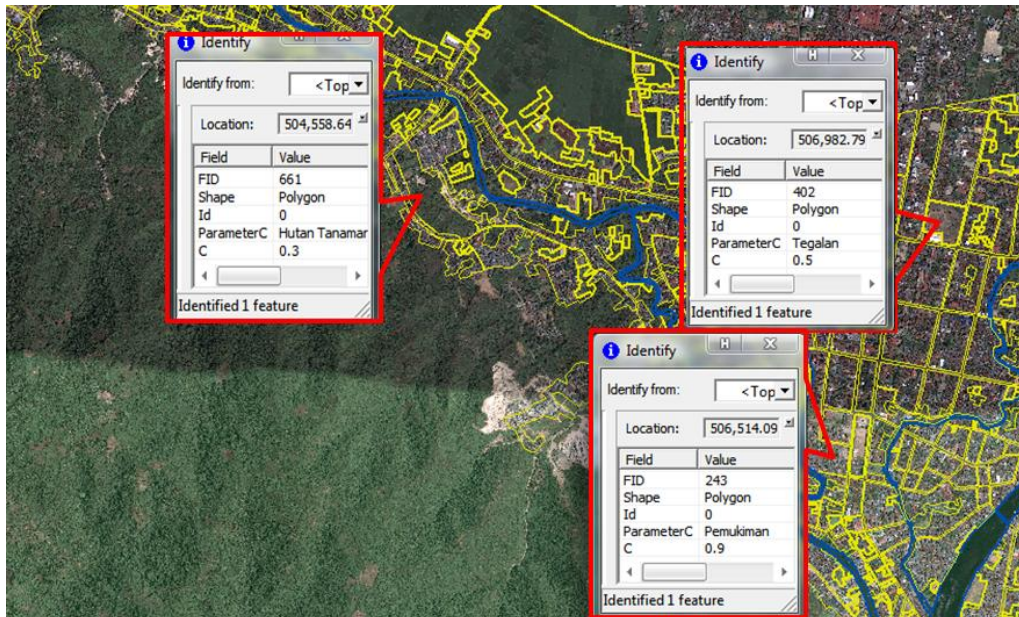 Identify
Identify from:
<Top
Location:
504,558.64
Field Value
FID 661
Shape Polygon
Id 0
ParameterC Hutan Tanamar
C 0.3
Identified 1 feature
Identify
Identify from:
<Top
Location:
506,982.79
Field Value
FID 402
Shape Polygon
Id 0
ParameterC Tegalan
C 0.5
Identified 1 feature
Identify
Identify from:
<Top
Location:
506,514.09
Field Value
FID 243
Shape Polygon
Id 0
ParameterC Pemukiman
C 0.9
Identified 1 feature